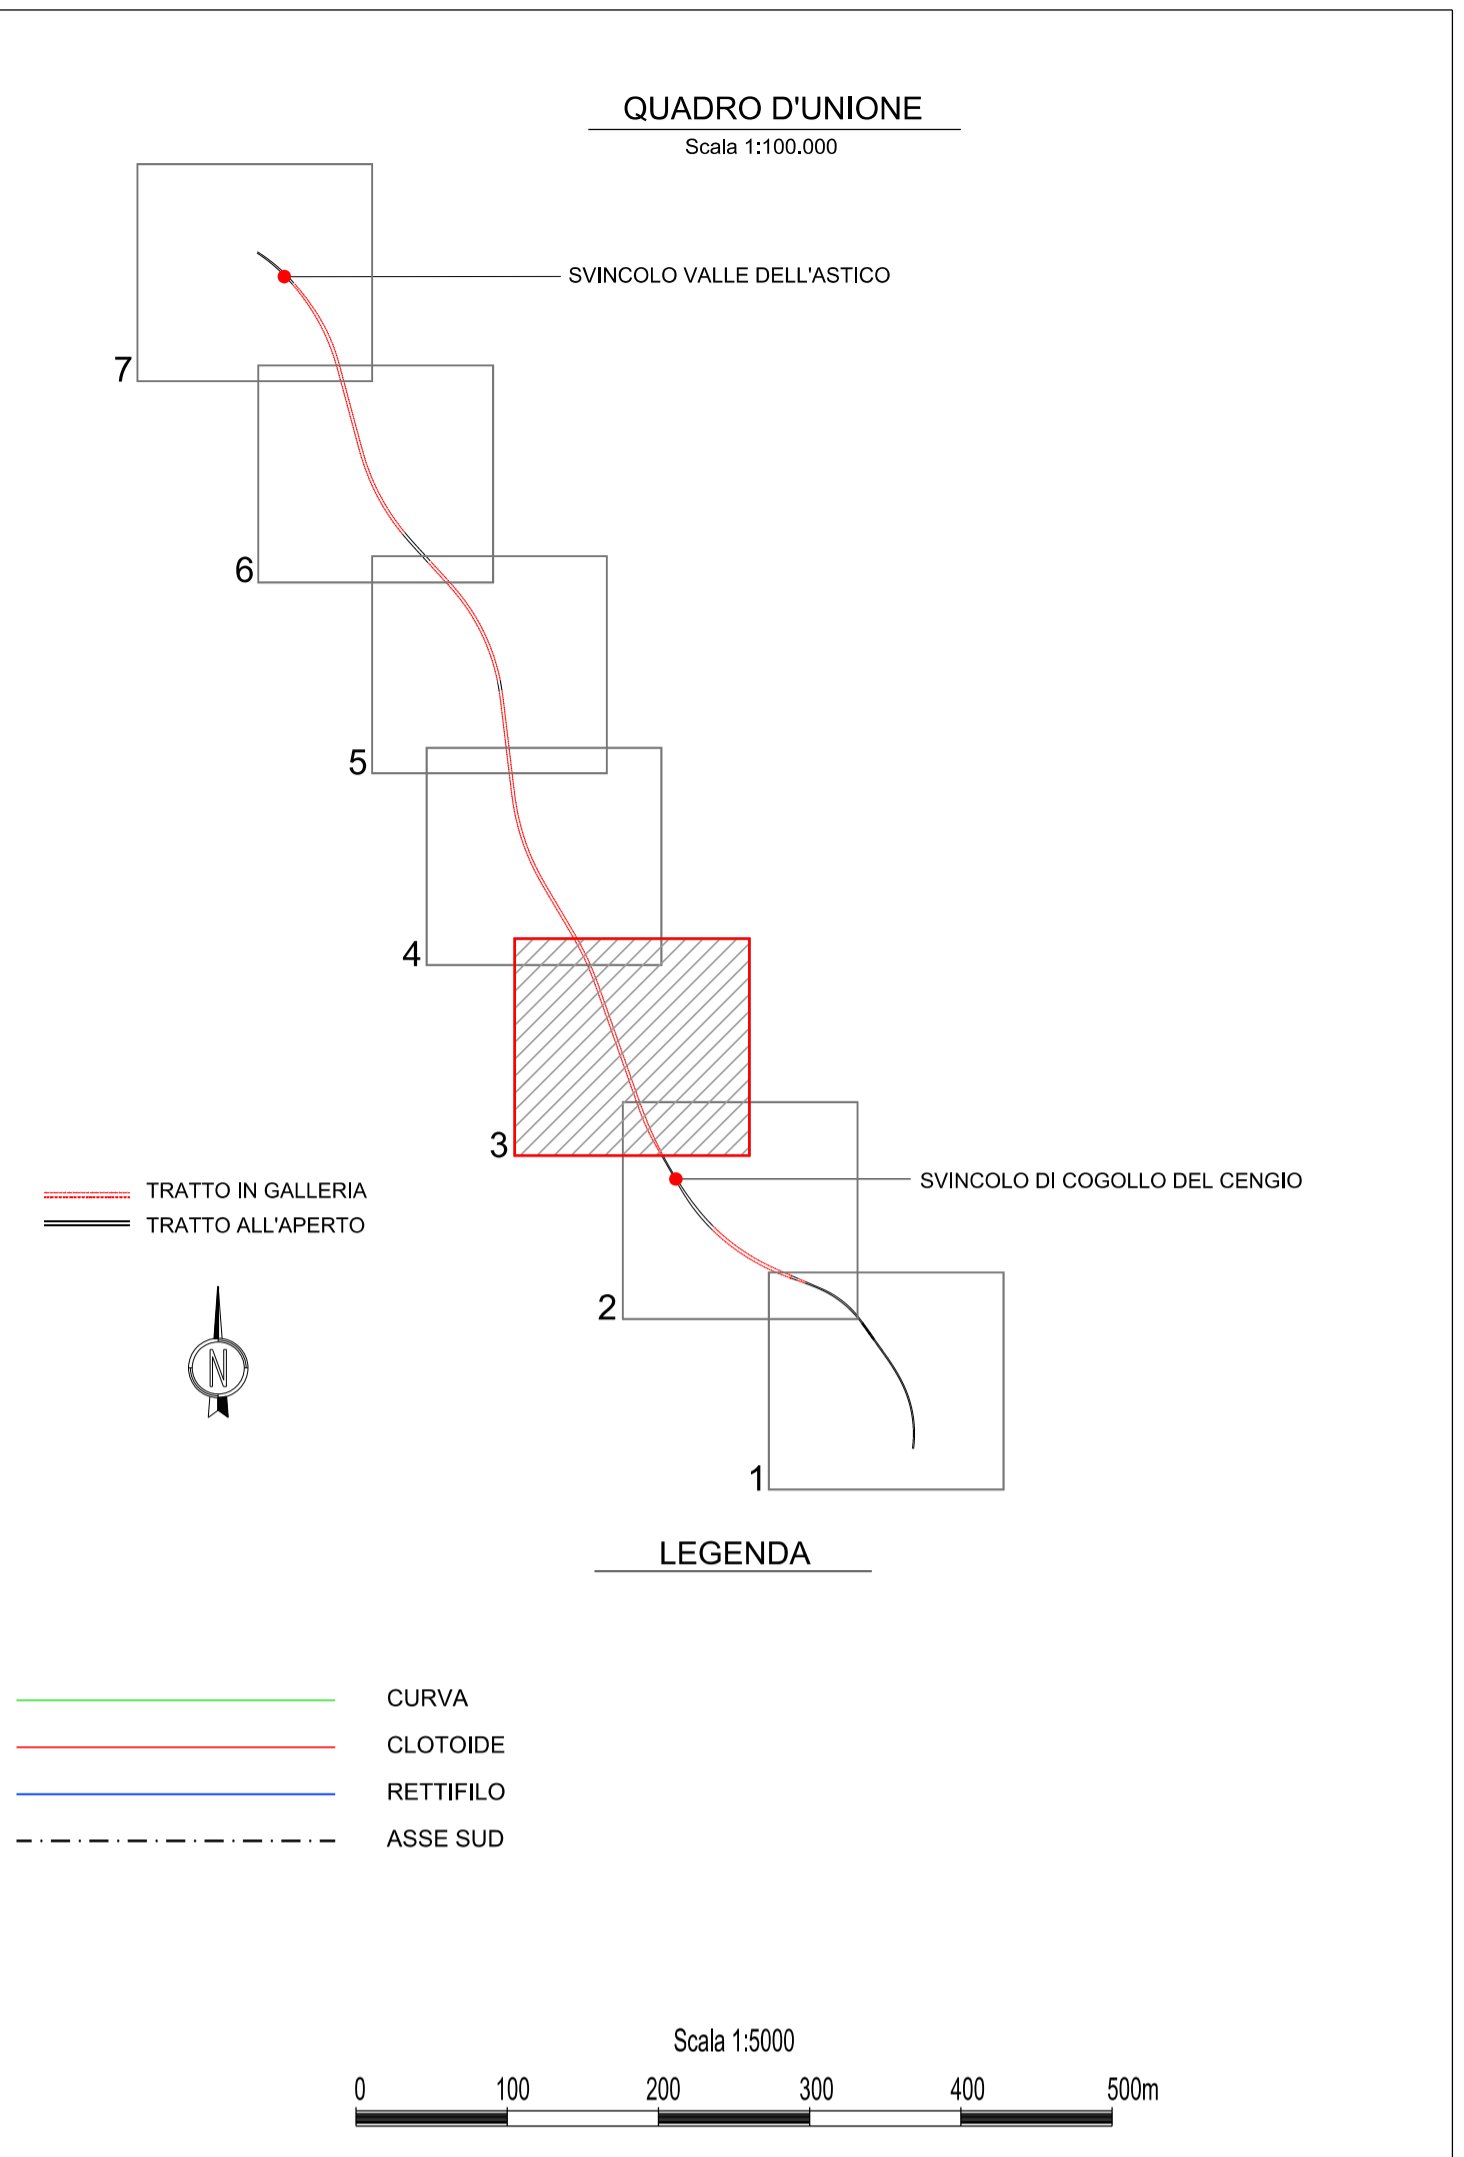 QUADRO D'UNIONE
Scala 1:100.000
SVINCOLO VALLE DELL'ASTICO
7
6
5
4
3
TRATTO IN GALLERIA
SVINCOLO DI COGOLLO DEL CENGIO
TRATTO ALL'APERTO
2
N
1
LEGENDA
CURVA
CLOTOIDE
RETTIFILO
ASSE SUD
Scala 1:5000
0 100 200 300 400 500m